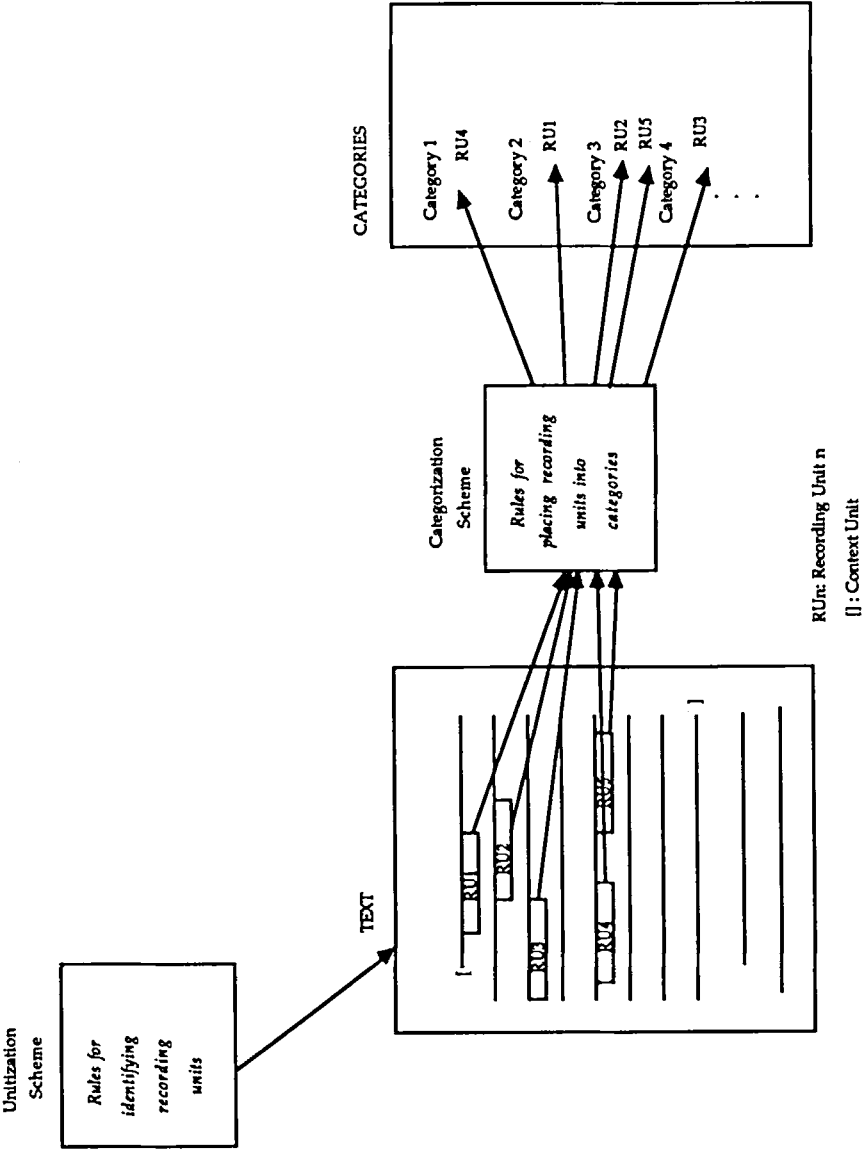 Unitization
Scheme
Rules for
identifying
recording
units
TEXT
[
RU1
RU2
RU3
RU4
RU5
]
Categorization
Scheme
Rules for
placing recording
units into
categories
CATEGORIES
Category 1
RU4
Category 2
RU1
Category 3
RU2
RU5
Category 4
RU3
. . .
RUn: Recording Unit n
[] : Context Unit